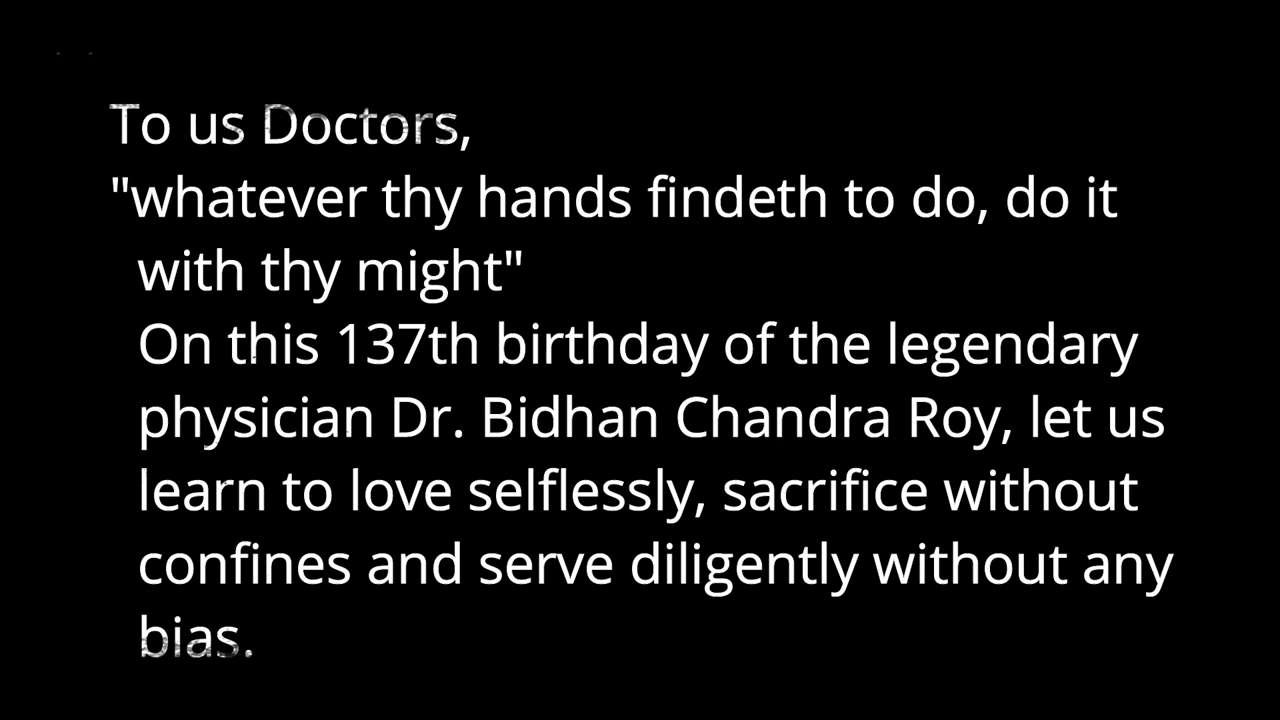 To us Doctors,
"whatever thy hands findeth to do, do it
with thy might"
On this 137th birthday of the legendary
physician Dr. Bidhan Chandra Roy, let us
learn to love selflessly, sacrifice without
confines and serve diligently without any
bias.